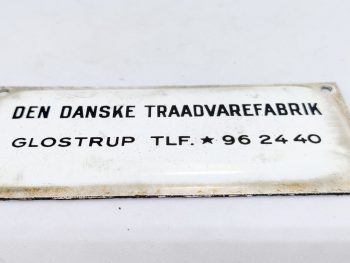 DEN DANSKE TRAADVAREFABRIK
GLOSTRUP TLF. ★ 96 24 40